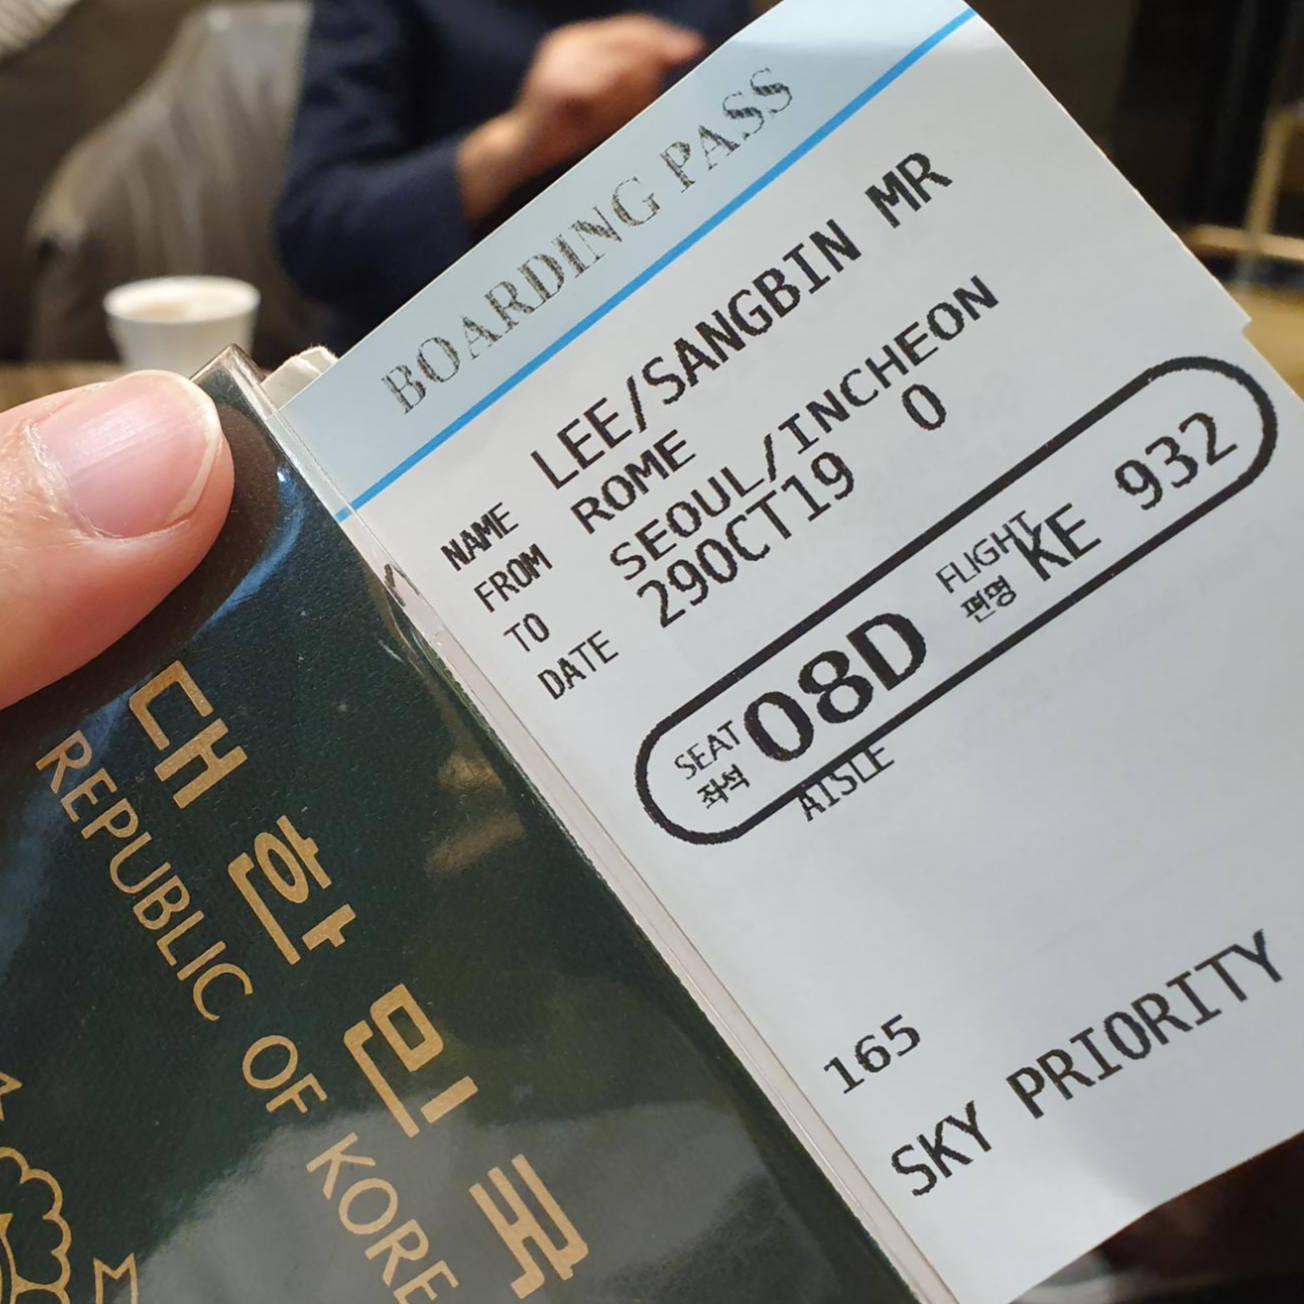 BOARDING PASS
NAME LEE/SANGBIN MR
FROM ROME
TO SEOUL/INCHEON
DATE 29OCT19 0
SEAT 좌석 08D FLIGHT 편명 KE 932
AISLE
165
SKY PRIORITY
대한민국
REPUBLIC OF KORE